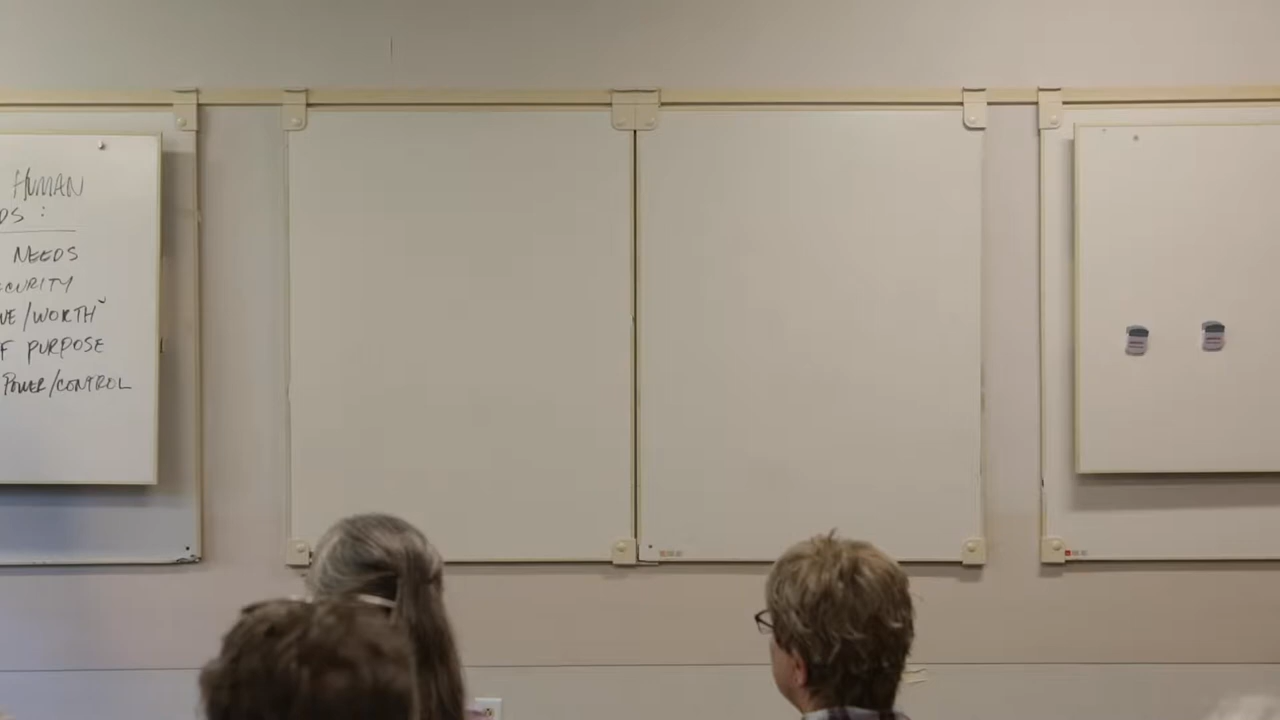 HUMAN
DS :
NEEDS
CURITY
VE/WORTH
F PURPOSE
POWER/CONTROL